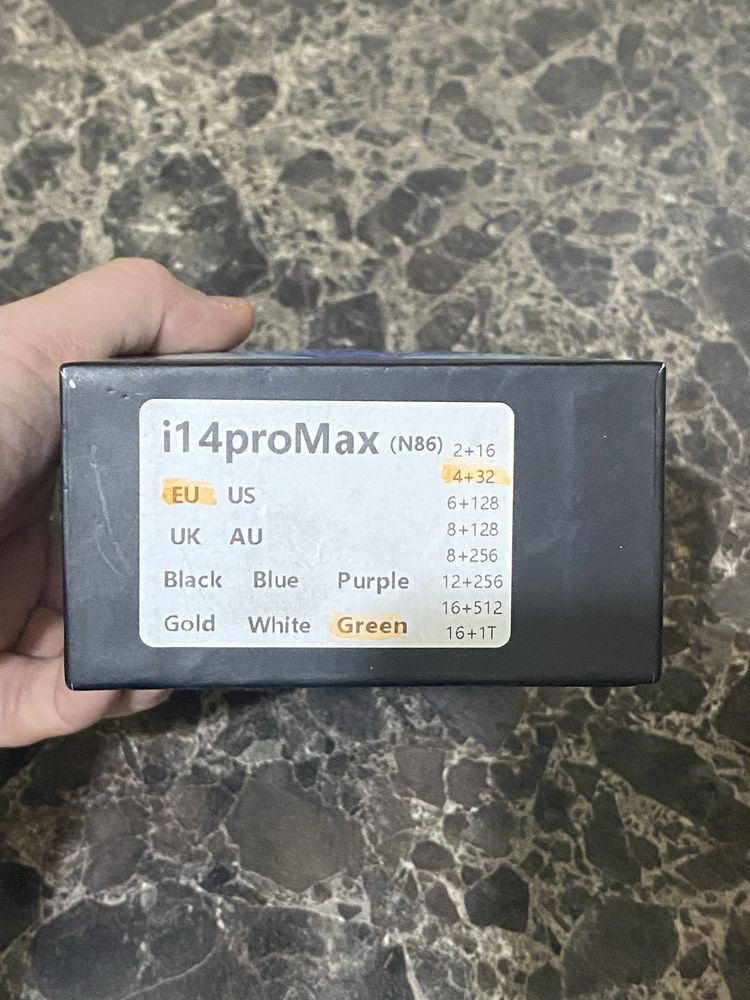 i14proMax (N86)
EU US
UK AU
Black Blue Purple
Gold White Green
2+16
4+32
6+128
8+128
8+256
12+256
16+512
16+1T